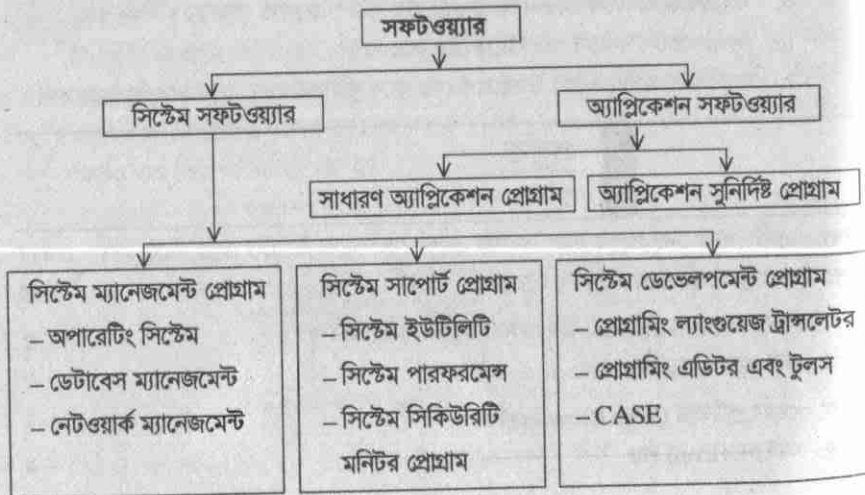 সফটওয়্যার
সিস্টেম সফটওয়্যার
অ্যাপ্লিকেশন সফটওয়্যার
সাধারণ অ্যাপ্লিকেশন প্রোগ্রাম
অ্যাপ্লিকেশন সুনির্দিষ্ট প্রোগ্রাম
সিস্টেম ম্যানেজমেন্ট প্রোগ্রাম
– অপারেটিং সিস্টেম
– ডেটাবেস ম্যানেজমেন্ট
– নেটওয়ার্ক ম্যানেজমেন্ট
সিস্টেম সাপোর্ট প্রোগ্রাম
– সিস্টেম ইউটিলিটি
– সিস্টেম পারফরমেন্স
– সিস্টেম সিকিউরিটি
মনিটর প্রোগ্রাম
সিস্টেম ডেভেলপমেন্ট প্রোগ্রাম
– প্রোগ্রামিং ল্যাংগুয়েজ ট্রান্সলেটর
– প্রোগ্রামিং এডিটর এবং টুলস
– CASE